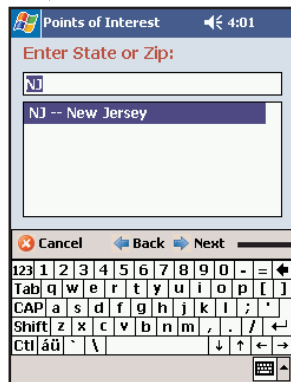 Points of Interest 4:01
Enter State or Zip:
NJ
NJ -- New Jersey
Cancel Back Next
123 1 2 3 4 5 6 7 8 9 0 - =
Tab q w e r t y u i o p [ ]
CAP a s d f g h j k l ; '
Shift z x c v b n m , . /
Ctl áü ` \